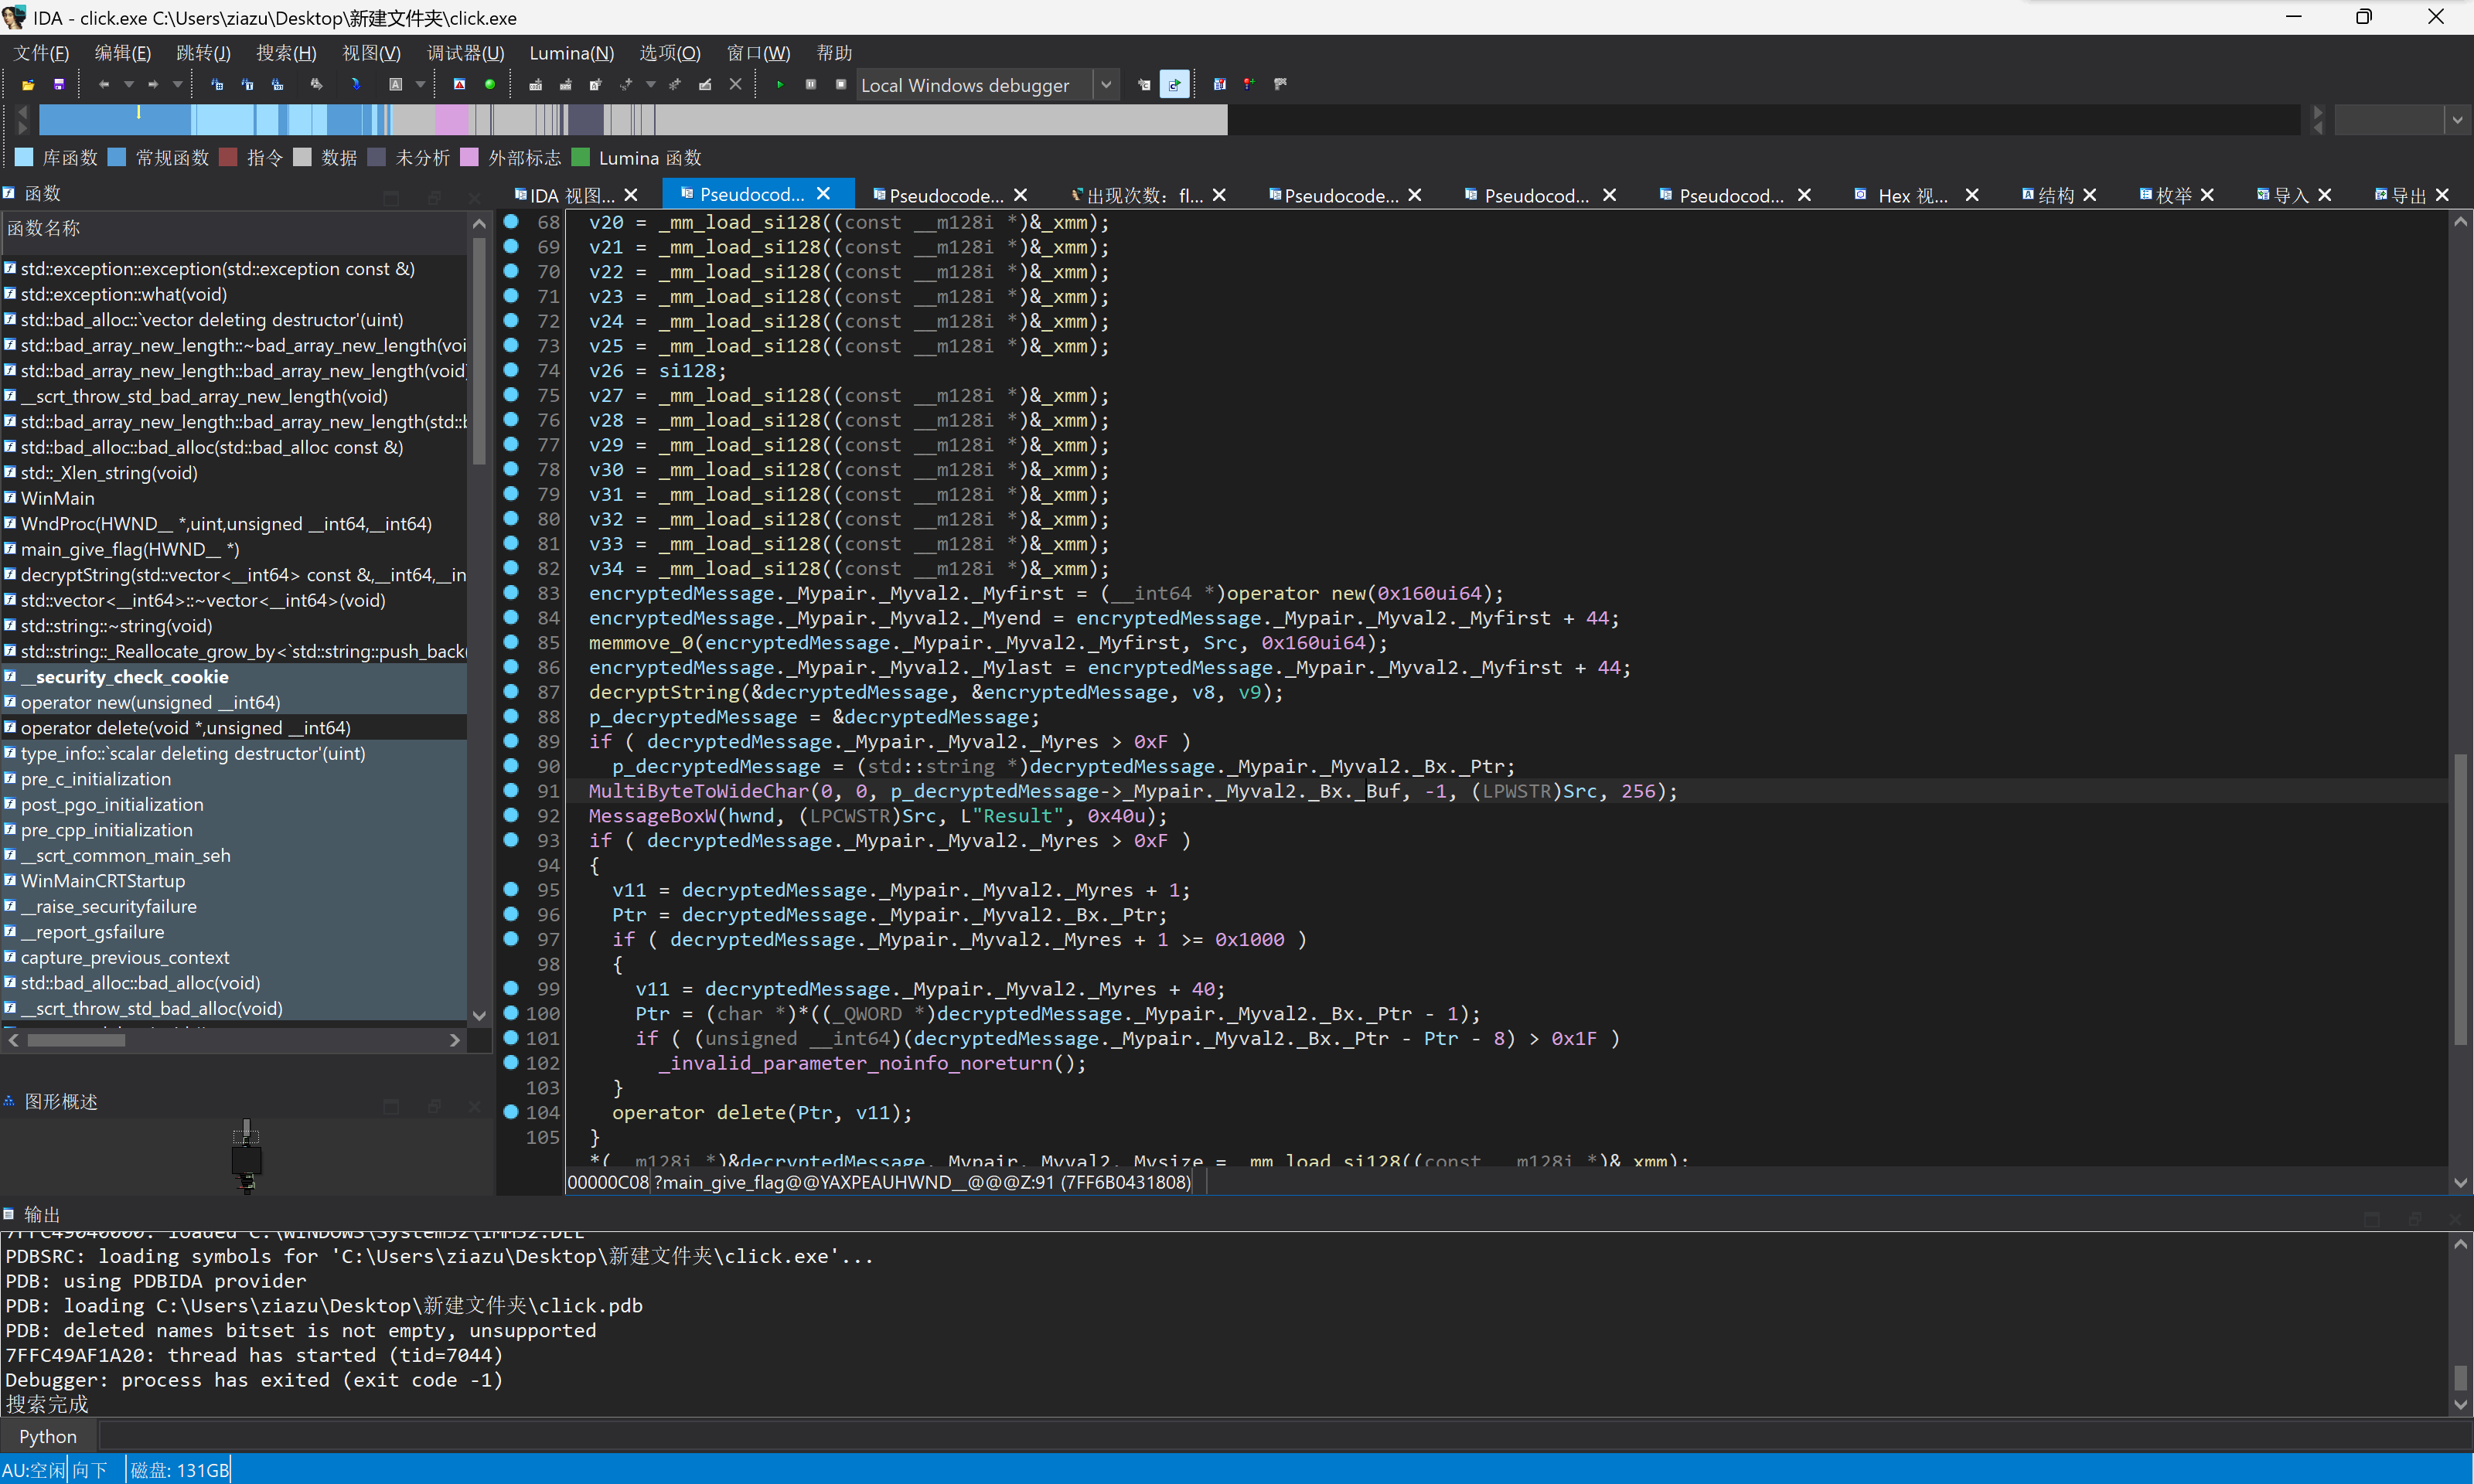 IDA - click.exe C:\Users\ziazu\Desktop\新建文件夹\click.exe
文件(F) 编辑(E) 跳转(J) 搜索(H) 视图(V) 调试器(U) Lumina(N) 选项(O) 窗口(W) 帮助
Local Windows debugger
库函数 常规函数 指令 数据 未分析 外部标志 Lumina 函数
函数
函数名称
std::exception::exception(std::exception const &)
std::exception::what(void)
std::bad_alloc::`vector deleting destructor'(uint)
std::bad_array_new_length::~bad_array_new_length(voi
std::bad_array_new_length::bad_array_new_length(void
__scrt_throw_std_bad_array_new_length(void)
std::bad_array_new_length::bad_array_new_length(std::b
std::bad_alloc::bad_alloc(std::bad_alloc const &)
std::_Xlen_string(void)
WinMain
WndProc(HWND__ *,uint,unsigned __int64,__int64)
main_give_flag(HWND__ *)
decryptString(std::vector<__int64> const &,__int64,__in
std::vector<__int64>::~vector<__int64>(void)
std::string::~string(void)
std::string::_Reallocate_grow_by<`std::string::push_back(
__security_check_cookie
operator new(unsigned __int64)
operator delete(void *,unsigned __int64)
type_info::`scalar deleting destructor'(uint)
pre_c_initialization
post_pgo_initialization
pre_cpp_initialization
__scrt_common_main_seh
WinMainCRTStartup
__raise_securityfailure
__report_gsfailure
capture_previous_context
std::bad_alloc::bad_alloc(void)
__scrt_throw_std_bad_alloc(void)
图形概述
IDA 视图... Pseudocod... Pseudocode... 出现次数: fl... Pseudocode... Pseudocod... Pseudocod... Hex 视... 结构 枚举 导入 导出
68 v20 = _mm_load_si128((const __m128i *)&_xmm);
69 v21 = _mm_load_si128((const __m128i *)&_xmm);
70 v22 = _mm_load_si128((const __m128i *)&_xmm);
71 v23 = _mm_load_si128((const __m128i *)&_xmm);
72 v24 = _mm_load_si128((const __m128i *)&_xmm);
73 v25 = _mm_load_si128((const __m128i *)&_xmm);
74 v26 = si128;
75 v27 = _mm_load_si128((const __m128i *)&_xmm);
76 v28 = _mm_load_si128((const __m128i *)&_xmm);
77 v29 = _mm_load_si128((const __m128i *)&_xmm);
78 v30 = _mm_load_si128((const __m128i *)&_xmm);
79 v31 = _mm_load_si128((const __m128i *)&_xmm);
80 v32 = _mm_load_si128((const __m128i *)&_xmm);
81 v33 = _mm_load_si128((const __m128i *)&_xmm);
82 v34 = _mm_load_si128((const __m128i *)&_xmm);
83 encryptedMessage._Mypair._Myval2._Myfirst = (__int64 *)operator new(0x160ui64);
84 encryptedMessage._Mypair._Myval2._Myend = encryptedMessage._Mypair._Myval2._Myfirst + 44;
85 memmove_0(encryptedMessage._Mypair._Myval2._Myfirst, Src, 0x160ui64);
86 encryptedMessage._Mypair._Myval2._Mylast = encryptedMessage._Mypair._Myval2._Myfirst + 44;
87 decryptString(&decryptedMessage, &encryptedMessage, v8, v9);
88 p_decryptedMessage = &decryptedMessage;
89 if ( decryptedMessage._Mypair._Myval2._Myres > 0xF )
90 p_decryptedMessage = (std::string *)decryptedMessage._Mypair._Myval2._Bx._Ptr;
91 MultiByteToWideChar(0, 0, p_decryptedMessage->_Mypair._Myval2._Bx._Buf, -1, (LPWSTR)Src, 256);
92 MessageBoxW(hwnd, (LPCWSTR)Src, L"Result", 0x40u);
93 if ( decryptedMessage._Mypair._Myval2._Myres > 0xF )
94 {
95 v11 = decryptedMessage._Mypair._Myval2._Myres + 1;
96 Ptr = decryptedMessage._Mypair._Myval2._Bx._Ptr;
97 if ( decryptedMessage._Mypair._Myval2._Myres + 1 >= 0x1000 )
98 {
99 v11 = decryptedMessage._Mypair._Myval2._Myres + 40;
100 Ptr = (char *)*((_QWORD *)decryptedMessage._Mypair._Myval2._Bx._Ptr - 1);
101 if ( (unsigned __int64)(decryptedMessage._Mypair._Myval2._Bx._Ptr - Ptr - 8) > 0x1F )
102 _invalid_parameter_noinfo_noreturn();
103 }
104 operator delete(Ptr, v11);
105 }
*(__m128i *)&decryptedMessage._Mypair._Myval2._Mysize = _mm_load_si128((const __m128i *)&_xmm);
00000C08 ?main_give_flag@@YAXPEAUHWND__@@@Z:91 (7FF6B0431808)
输出
7FFC49040000: loaded C:\WINDOWS\System32\IMM32.DLL
PDBSRC: loading symbols for 'C:\Users\ziazu\Desktop\新建文件夹\click.exe'...
PDB: using PDBIDA provider
PDB: loading C:\Users\ziazu\Desktop\新建文件夹\click.pdb
PDB: deleted names bitset is not empty, unsupported
7FFC49AF1A20: thread has started (tid=7044)
Debugger: process has exited (exit code -1)
搜索完成
Python
AU:空闲 向下 磁盘: 131GB